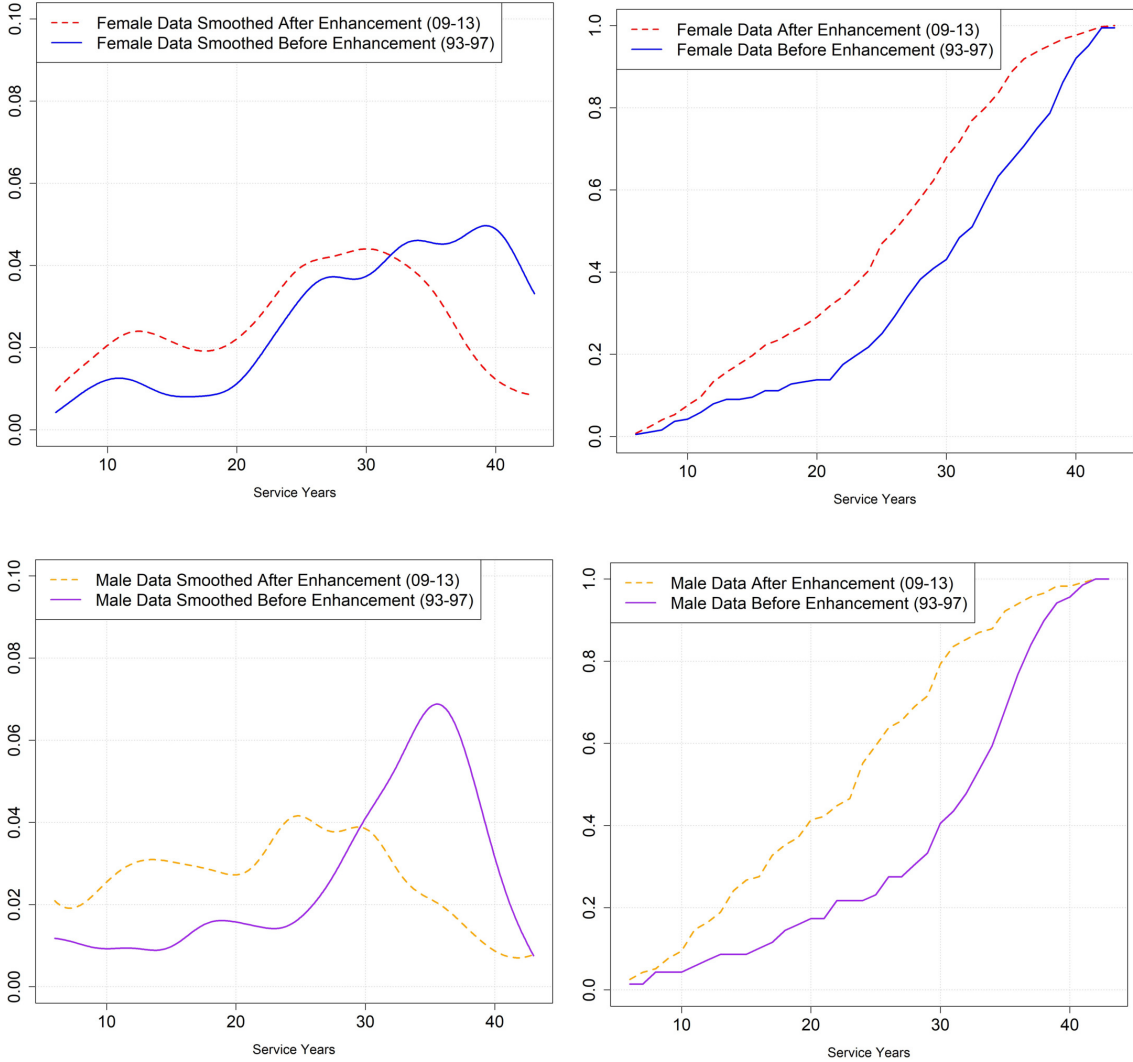 Female Data Smoothed After Enhancement (09-13)
Female Data Smoothed Before Enhancement (93-97)
0.10
0.08
0.06
0.04
0.02
0.00
10 20 30 40
Service Years
Female Data After Enhancement (09-13)
Female Data Before Enhancement (93-97)
1.0
0.8
0.6
0.4
0.2
0.0
10 20 30 40
Service Years
Male Data Smoothed After Enhancement (09-13)
Male Data Smoothed Before Enhancement (93-97)
0.10
0.08
0.06
0.04
0.02
0.00
10 20 30 40
Service Years
Male Data After Enhancement (09-13)
Male Data Before Enhancement (93-97)
1.0
0.8
0.6
0.4
0.2
0.0
10 20 30 40
Service Years